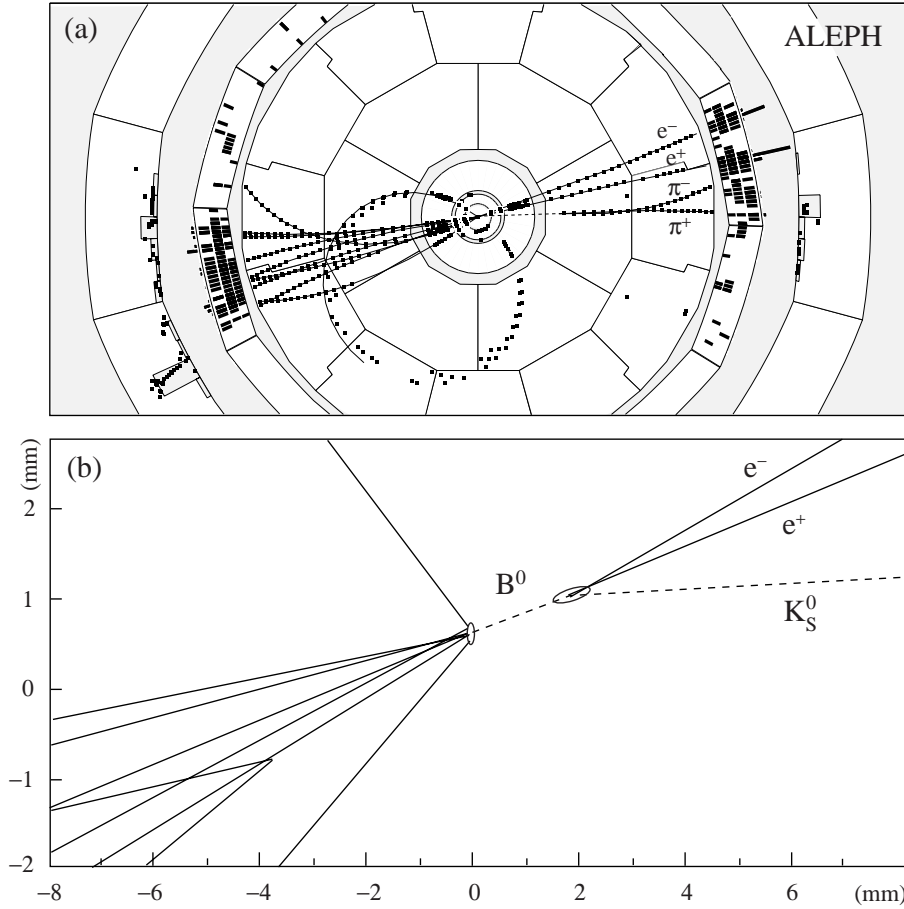 (a) ALEPH
e⁻
e⁺
π⁻
π⁺
(b)
(mm)
e⁻
2
e⁺
B⁰
1
K⁰S
0
−1
−2
−8 −6 −4 −2 0 2 4 6 (mm)